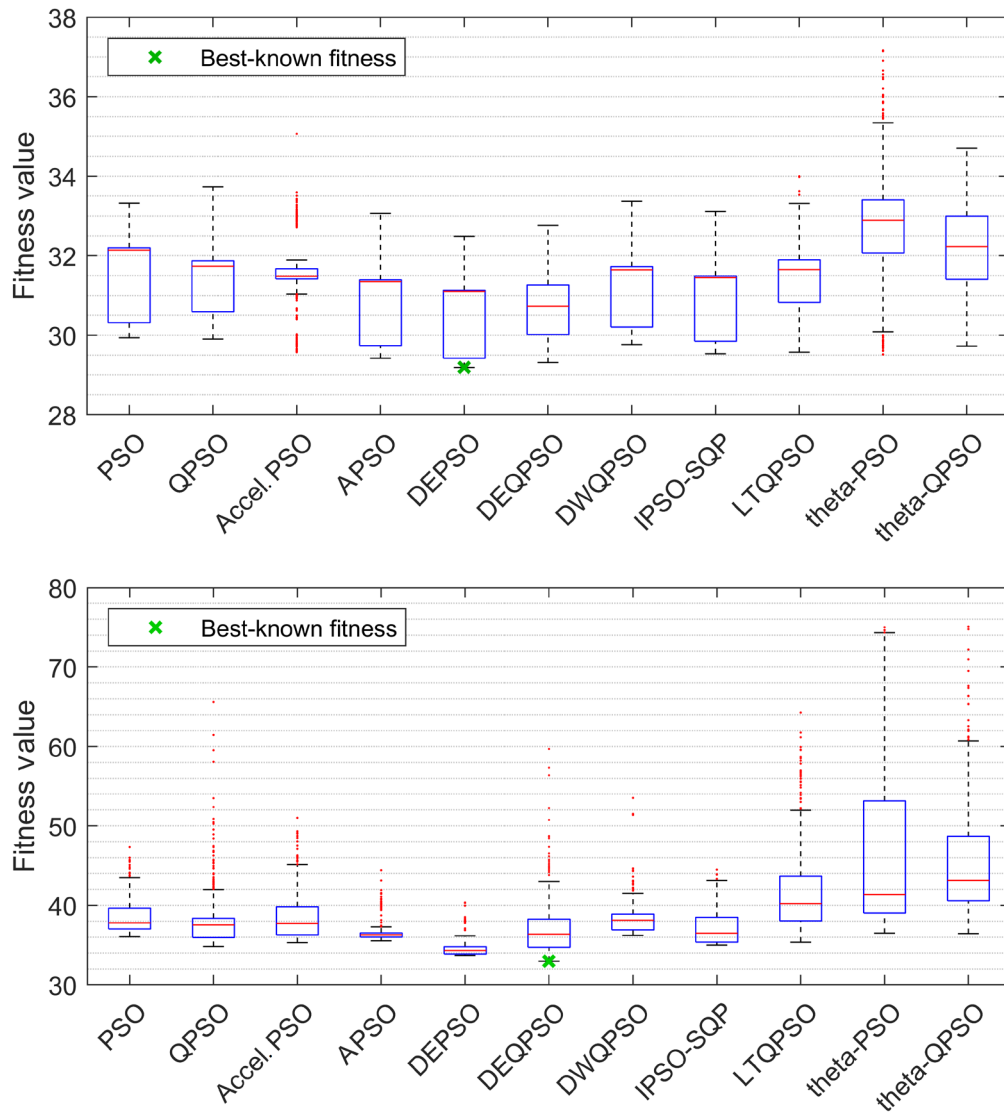 38
36
34
32
30
28
Fitness value
Best-known fitness
PSO
QPSO
Accel. PSO
APSO
DEPSO
DEQPSO
DWQPSO
IPSO-SQP
LTQPSO
theta-PSO
theta-QPSO
80
70
60
50
40
30
Fitness value
Best-known fitness
PSO
QPSO
Accel. PSO
APSO
DEPSO
DEQPSO
DWQPSO
IPSO-SQP
LTQPSO
theta-PSO
theta-QPSO